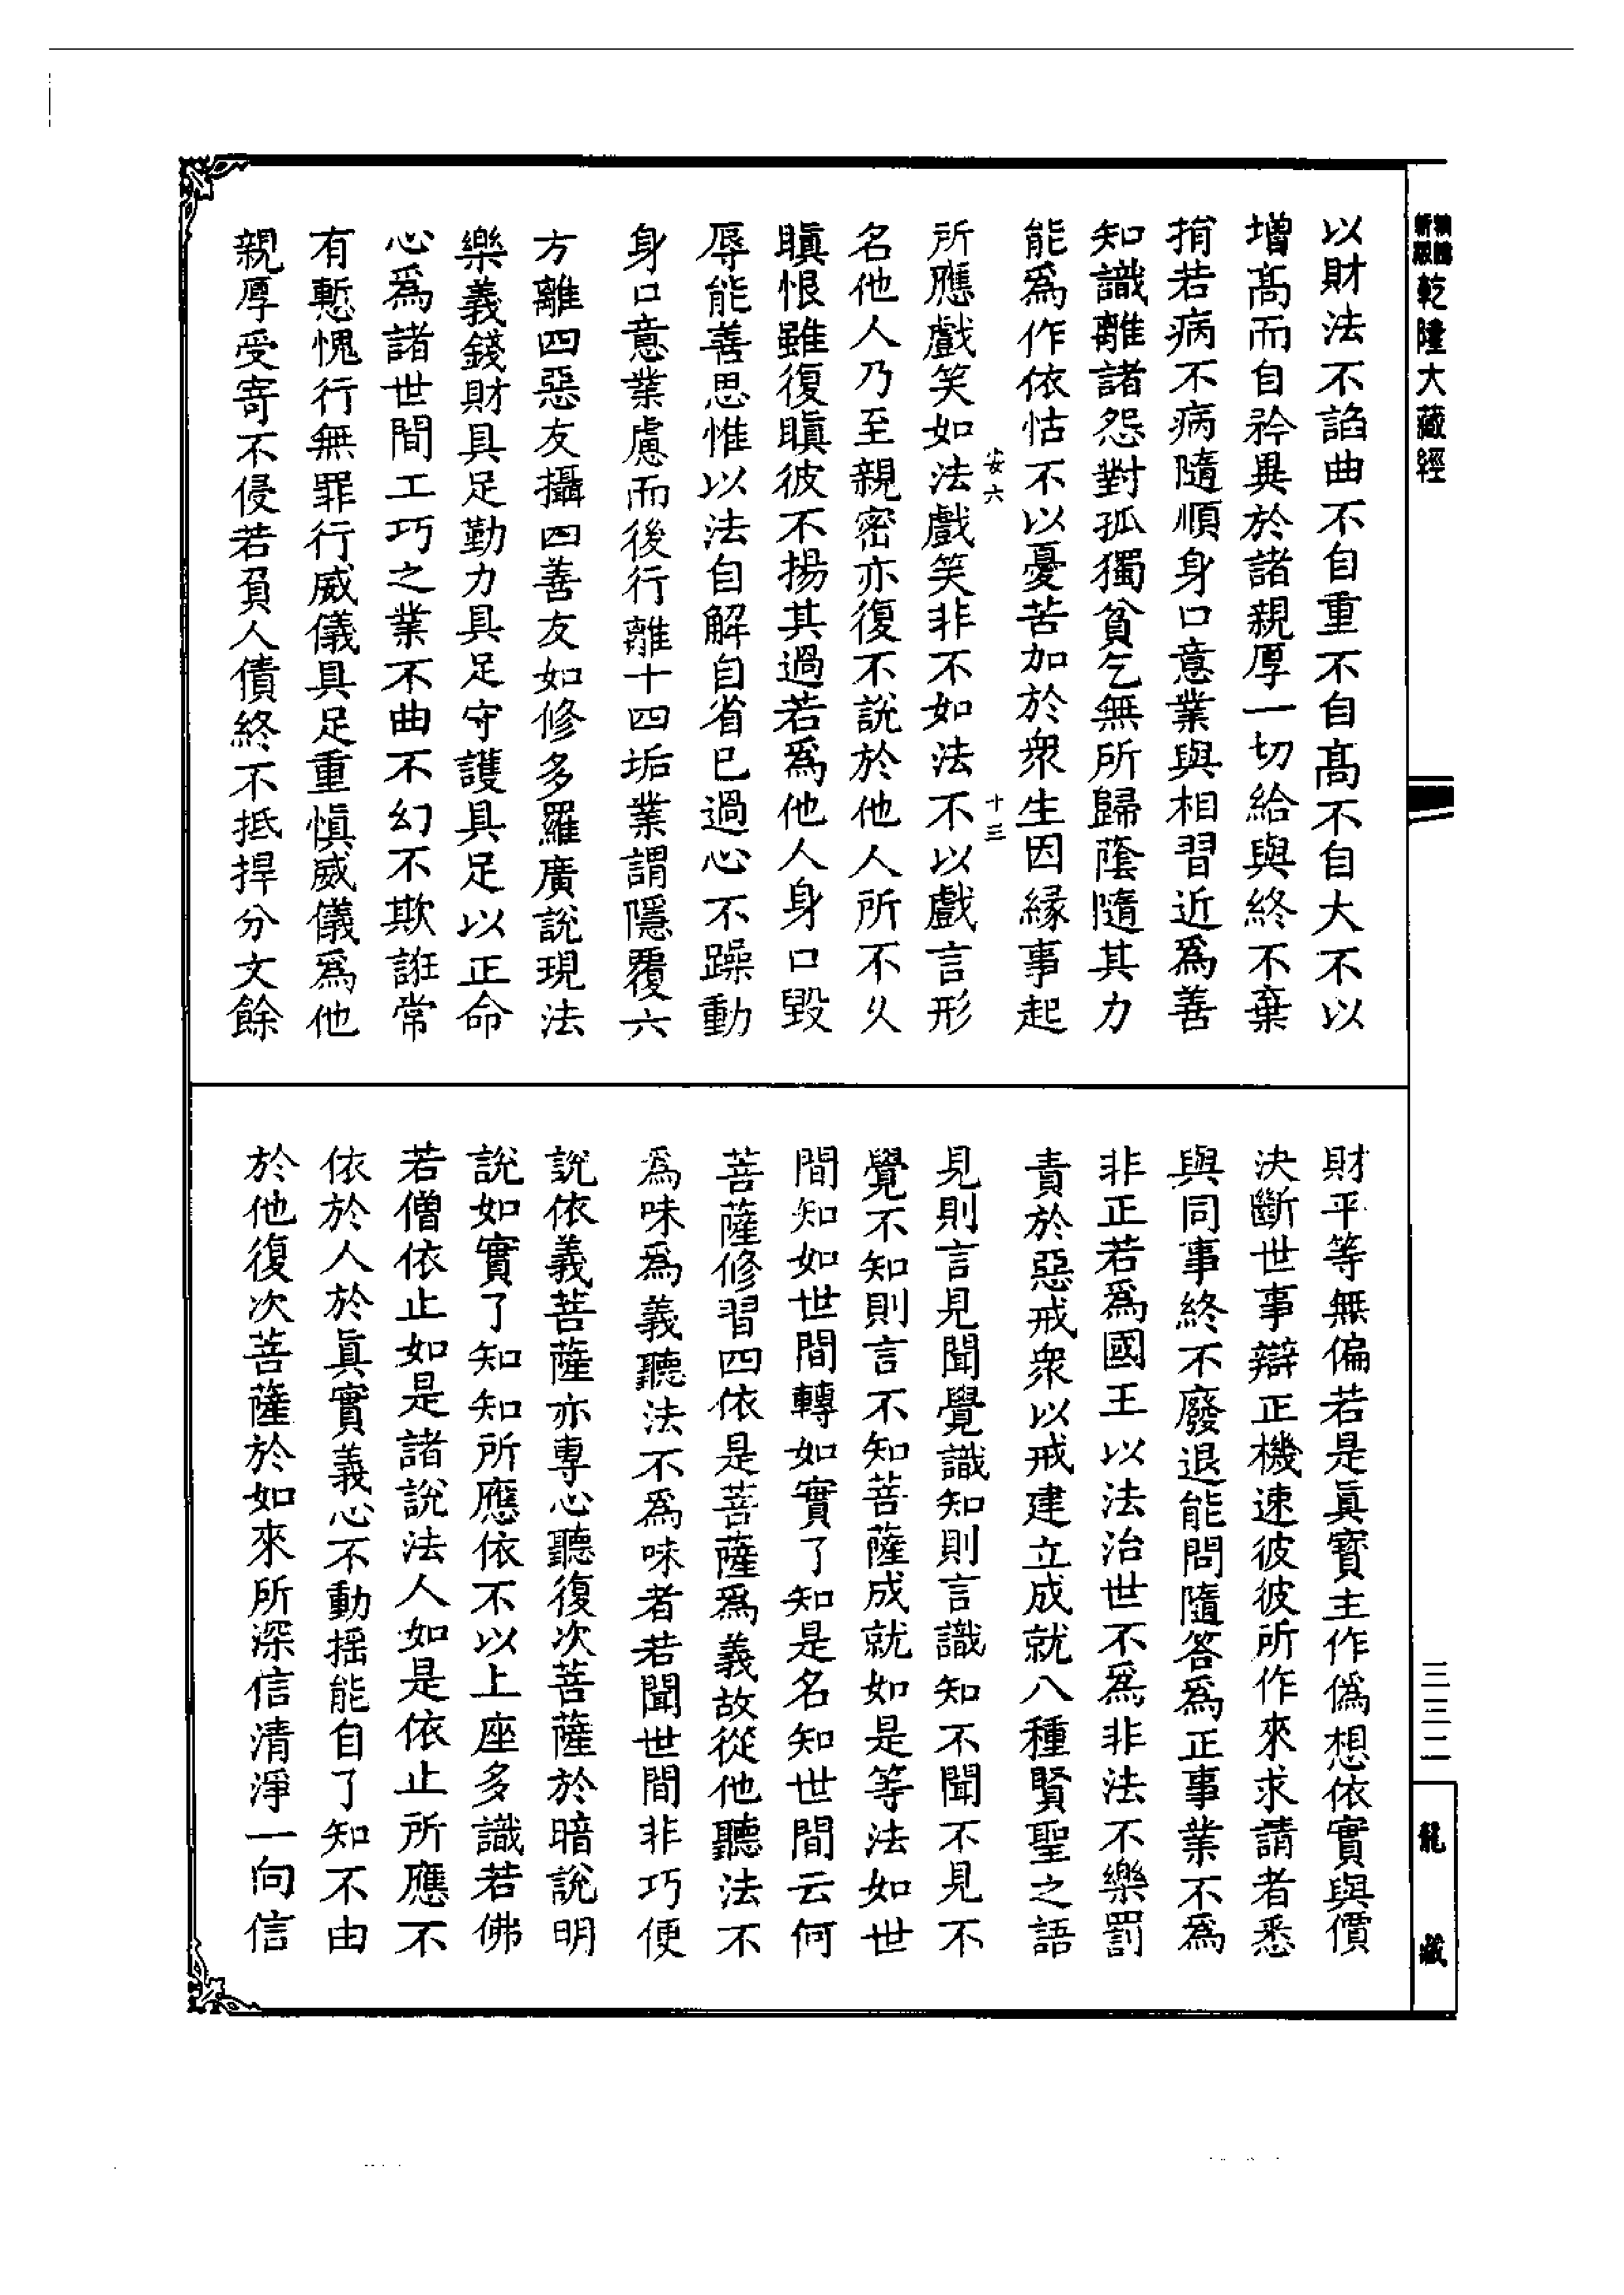 乾隆大藏經
以財法不諂曲不自重不自高不自大不以
增高而自矜異於諸親厚一切給與終不棄
捐若病不病隨順身口意業與相習近爲善
知識離諸怨對孤獨貧乞無所歸蔭隨其力
能爲作依怙不以憂苦加於衆生因緣事起
安六
十三
所應戲笑如法戲笑非不如法不以戲言形
名他人乃至親密亦復不說於他人所不久
瞋恨雖復瞋彼不揚其過若爲他人身口毀
辱能善思惟以法自解自省已過心不躁動
身口意業慮而後行離十四垢業謂隱覆六
方離四惡友攝四善友如修多羅廣說現法
樂義錢財具足勤力具足守護具足以正命
心爲諸世間工巧之業不曲不幻不欺誑常
有慙愧行無罪行威儀具足重愼威儀爲他
親厚受寄不侵若負人債終不抵捍分文餘
財平等無偏若是眞寳主作僞想依實與價
決斷世事辯正機速彼彼所作來求請者悉
與同事終不廢退能問隨答爲正事業不爲
非正若爲國王以法治世不爲非法不樂罰
責於惡戒衆以戒建立成就八種賢聖之語
見則言見聞覺識知則言識知不聞不見不
覺不知則言不知菩薩成就如是等法如世
間知如世間轉如實了知是名知世間云何
菩薩修習四依是菩薩爲義故從他聽法不
爲味爲義聽法不爲味者若聞世間非巧便
說依義菩薩亦專心聽復次菩薩於暗說明
說如實了知知所應依不以上座多識若佛
若僧依止如是諸說法人如是依止所應不
依於人於眞實義心不動搖能自了知不由
於他復次菩薩於如來所深信清淨一向信
三三二
龍藏